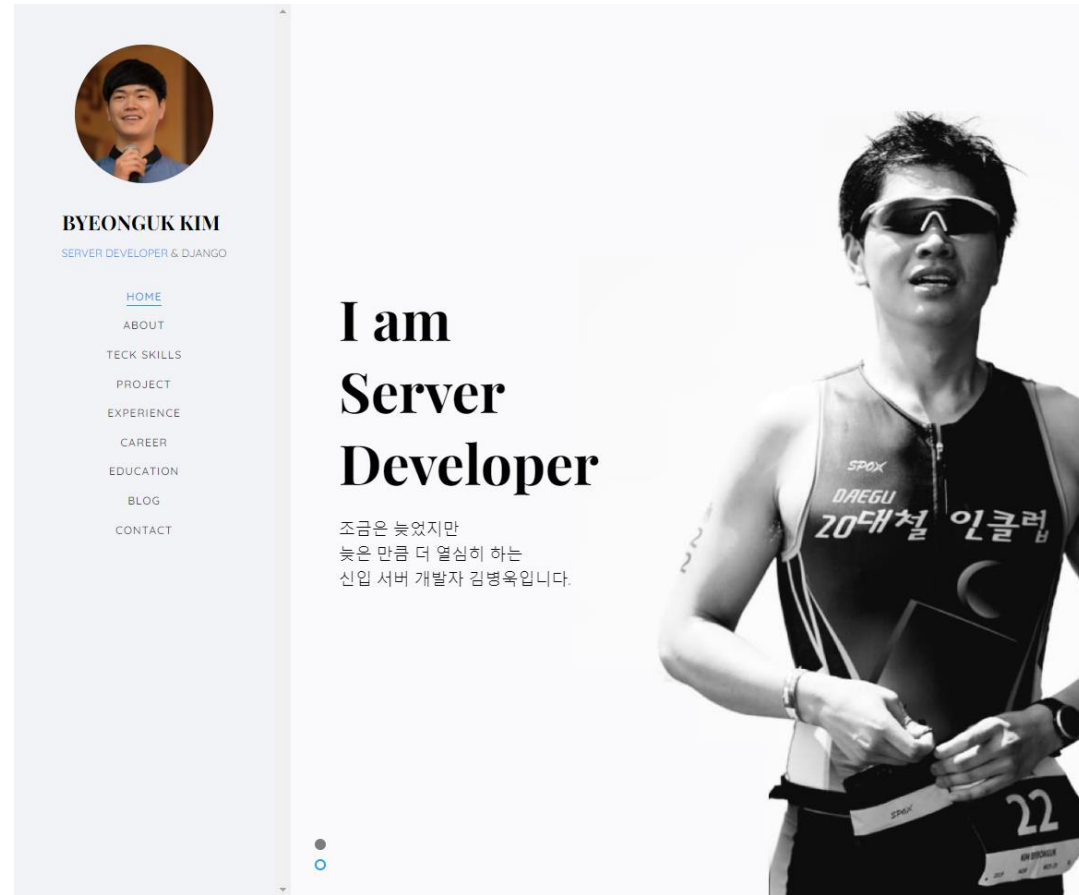 BYEONGUK KIM
SERVER DEVELOPER & DJANGO
HOME
ABOUT
TECK SKILLS
PROJECT
EXPERIENCE
CAREER
EDUCATION
BLOG
CONTACT
I am
Server
Developer
조금은 늦었지만
늦은 만큼 더 열심히 하는
신입 서버 개발자 김병욱입니다.
SPOX
DAEGU
20대철 인클럽
22
SPOX
22
KIM BYEONGUK